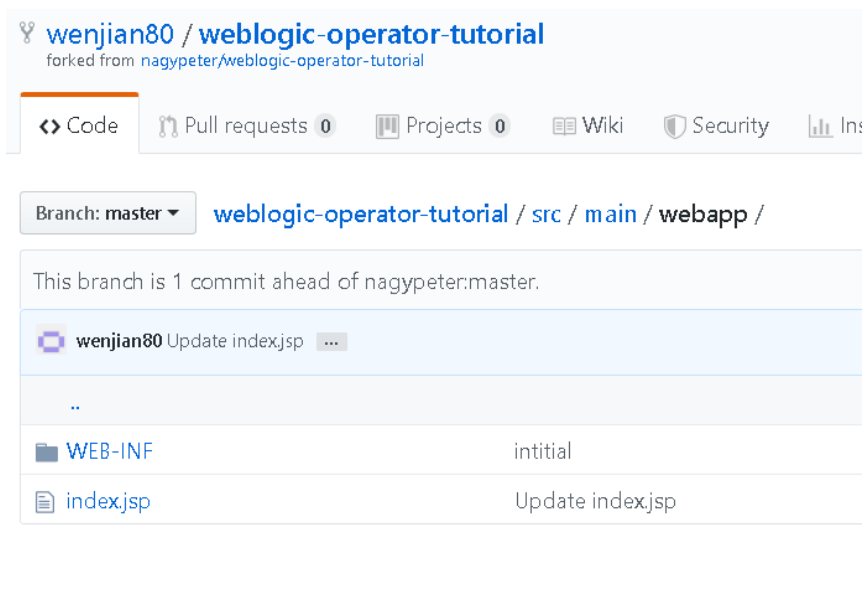 wenjian80 / weblogic-operator-tutorial
forked from nagypeter/weblogic-operator-tutorial
<> Code Pull requests 0 Projects 0 Wiki Security Ins
Branch: master weblogic-operator-tutorial / src / main / webapp /
This branch is 1 commit ahead of nagypeter:master.
wenjian80 Update index.jsp ...
..
WEB-INF intitial
index.jsp Update index.jsp